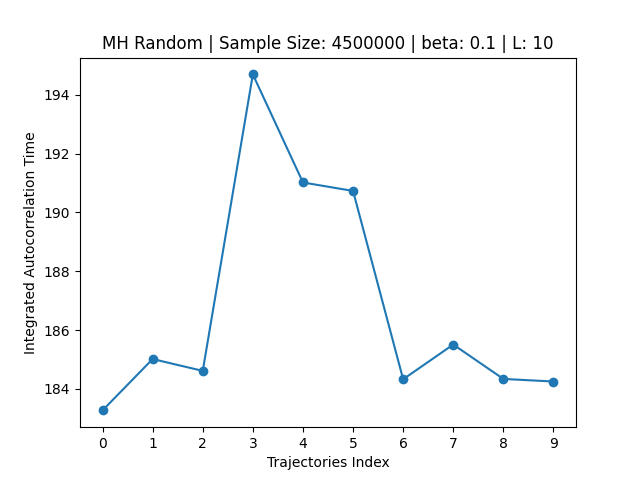 MH Random | Sample Size: 4500000 | beta: 0.1 | L: 10
Integrated Autocorrelation Time
194
192
190
188
186
184
0 1 2 3 4 5 6 7 8 9
Trajectories Index